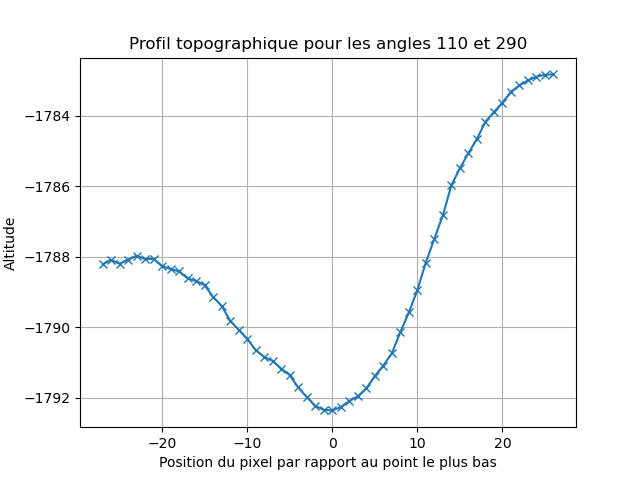 Profil topographique pour les angles 110 et 290
Altitude
−1784
−1786
−1788
−1790
−1792
−20 −10 0 10 20
Position du pixel par rapport au point le plus bas